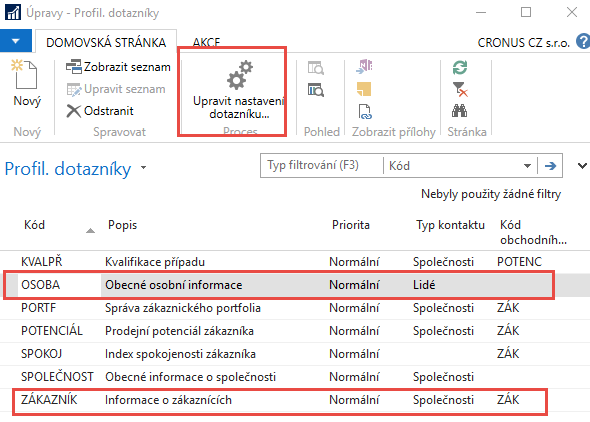 Úpravy - Profil. dotazníky
DOMOVSKÁ STRÁNKA AKCE CRONUS CZ s.r.o.
Nový
Zobrazit seznam
Upravit seznam
Odstranit
Upravit nastavení
dotazníku...
Nový Spravovat Proces Pohled Zobrazit přílohy Stránka
Profil. dotazníky
Typ filtrování (F3) Kód
Nebyly použity žádné filtry
Kód Popis Priorita Typ kontaktu Kód
obchodníh...
KVALPŘ Kvalifikace případu Normální Společnosti POTENC
OSOBA Obecné osobní informace Normální Lidé
PORTF Správa zákaznického portfolia Normální Společnosti ZÁK
POTENCIÁL Prodejní potenciál zákazníka Normální Společnosti ZÁK
SPOKOJ Index spokojenosti zákazníka Normální ZÁK
SPOLEČNOST Obecné informace o společnosti Normální Společnosti
ZÁKAZNÍK Informace o zákaznících Normální Společnosti ZÁK